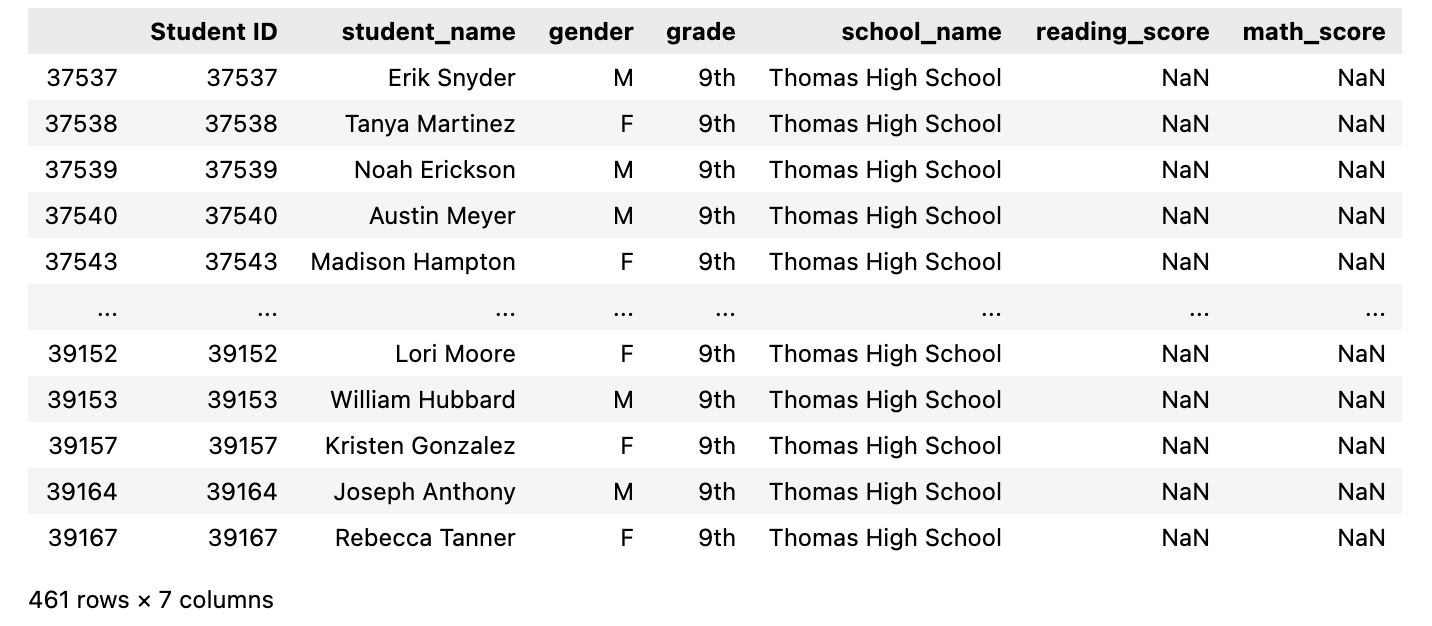 Student ID student_name gender grade school_name reading_score math_score
37537 37537 Erik Snyder M 9th Thomas High School NaN NaN
37538 37538 Tanya Martinez F 9th Thomas High School NaN NaN
37539 37539 Noah Erickson M 9th Thomas High School NaN NaN
37540 37540 Austin Meyer M 9th Thomas High School NaN NaN
37543 37543 Madison Hampton F 9th Thomas High School NaN NaN
... ... ... ... ... ... ... ...
39152 39152 Lori Moore F 9th Thomas High School NaN NaN
39153 39153 William Hubbard M 9th Thomas High School NaN NaN
39157 39157 Kristen Gonzalez F 9th Thomas High School NaN NaN
39164 39164 Joseph Anthony M 9th Thomas High School NaN NaN
39167 39167 Rebecca Tanner F 9th Thomas High School NaN NaN
461 rows × 7 columns